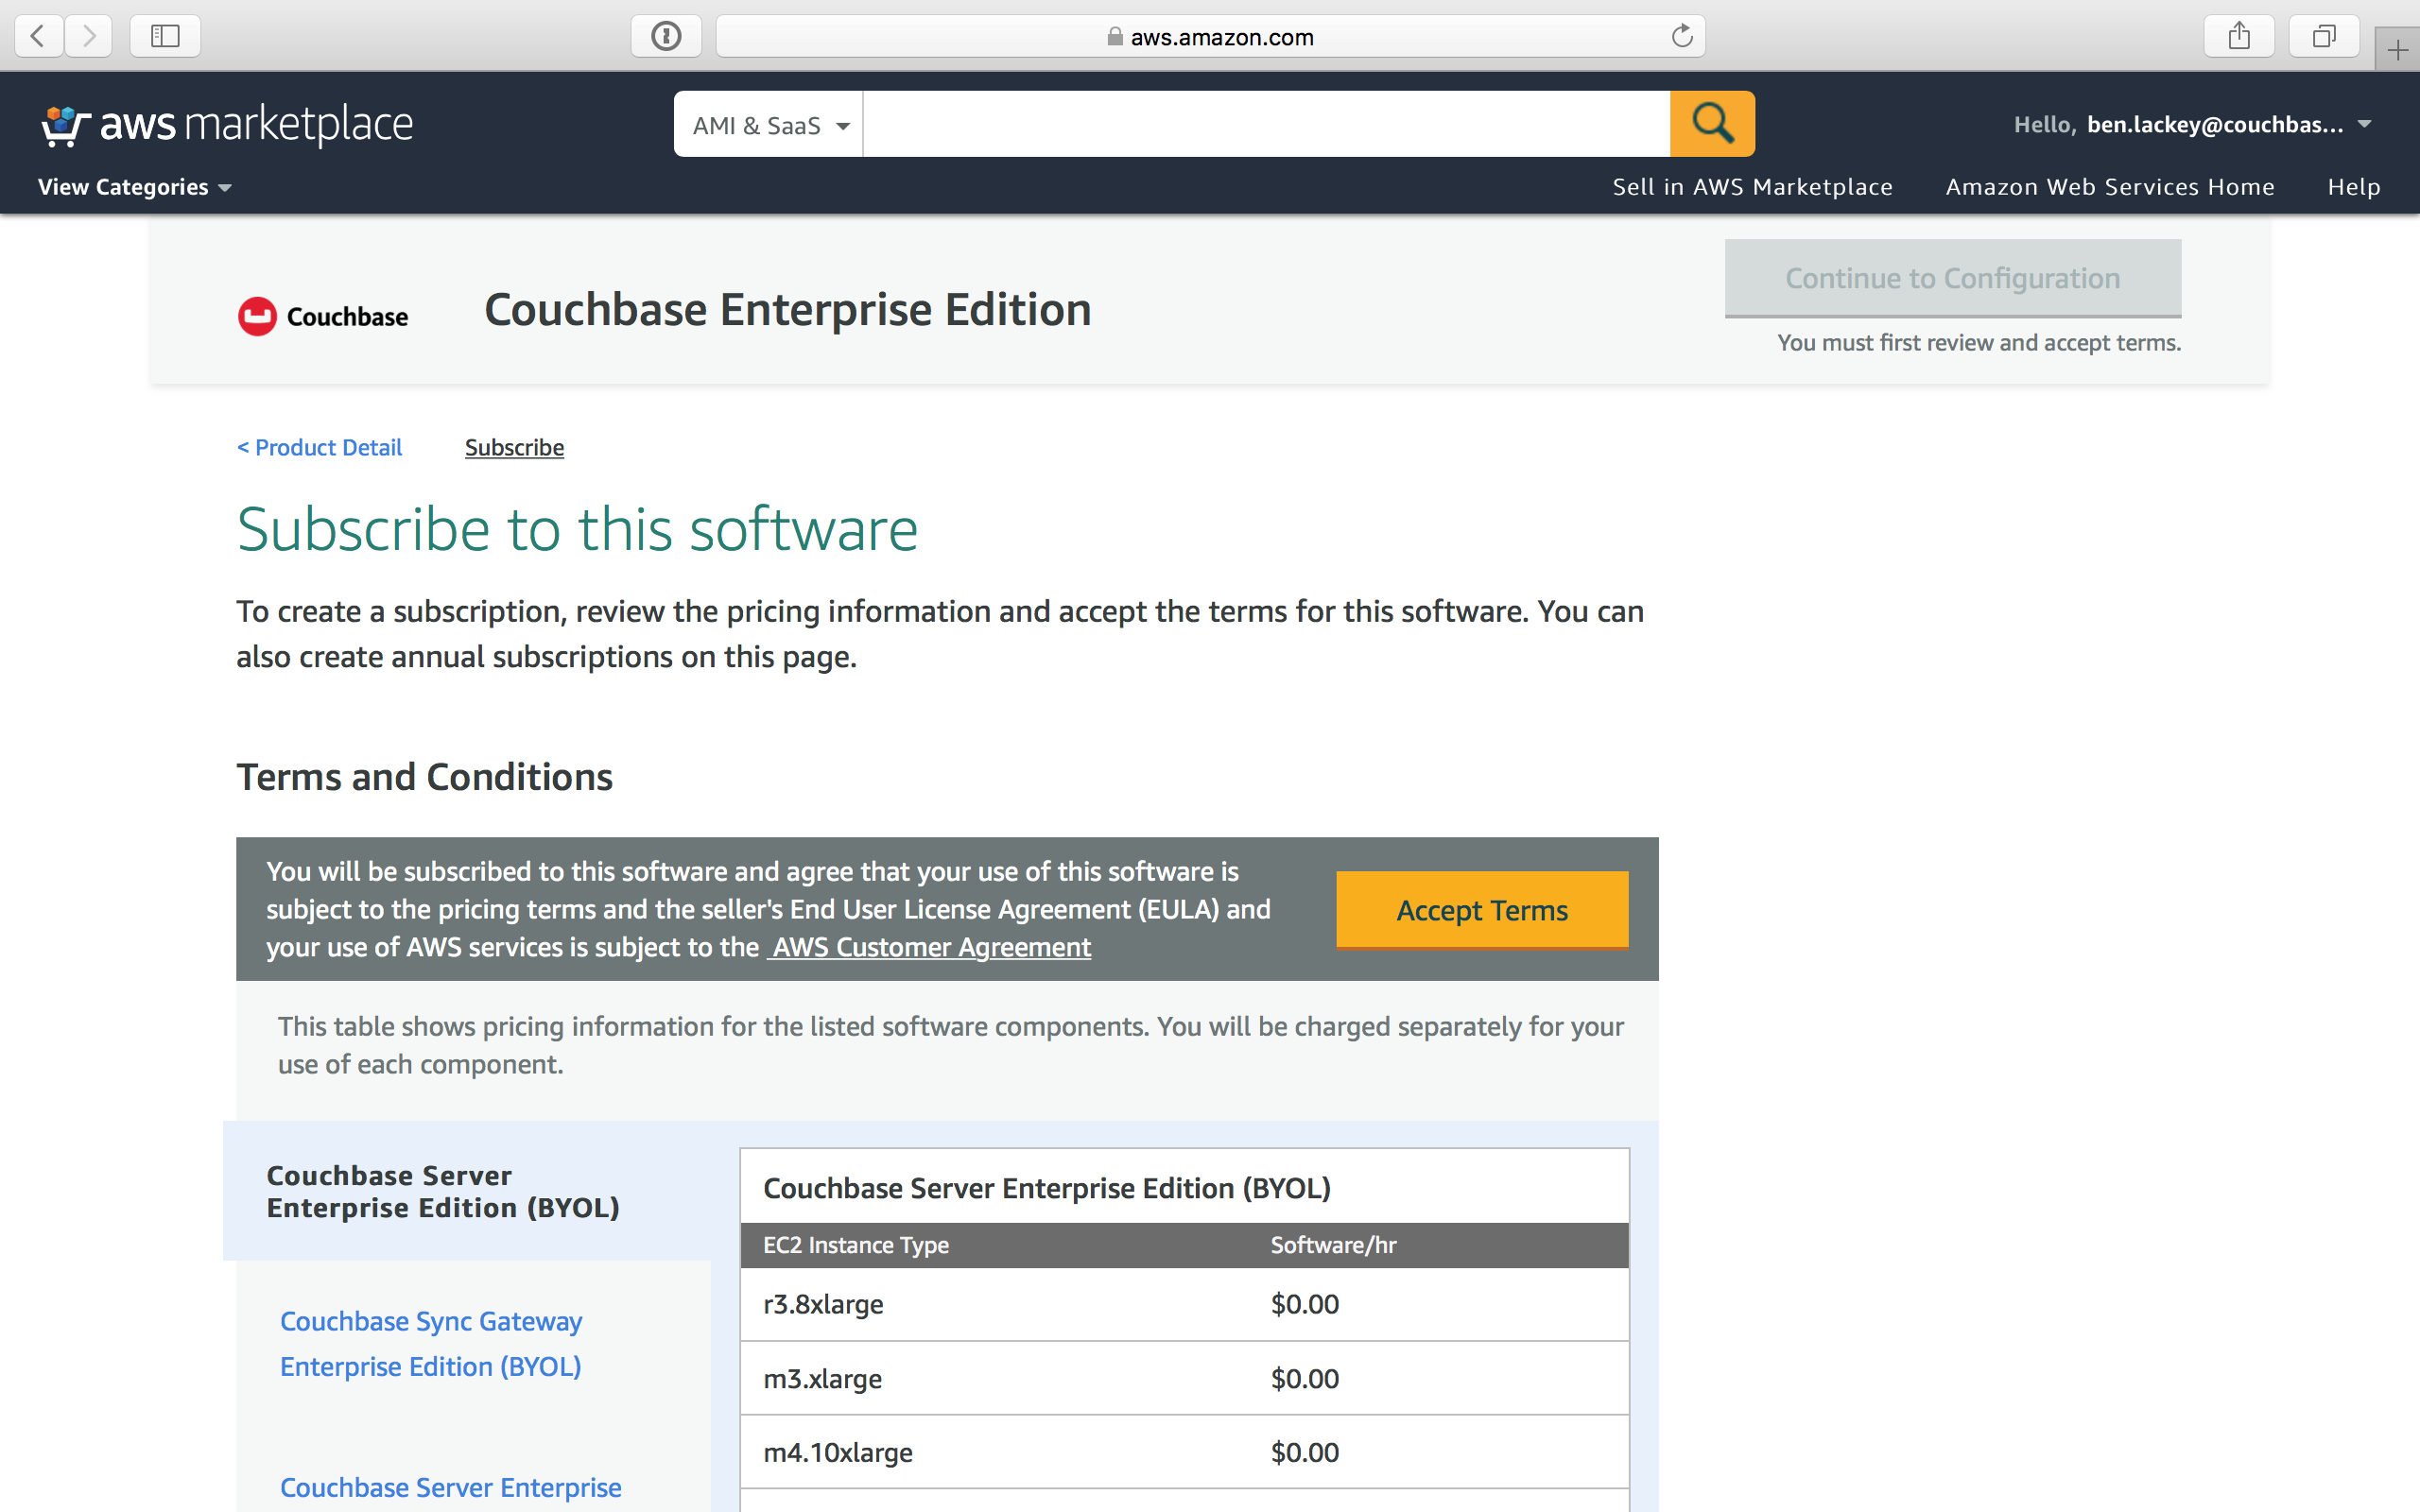 aws.amazon.com
aws marketplace
AMI & SaaS
Hello, ben.lackey@couchbas...
View Categories
Sell in AWS Marketplace
Amazon Web Services Home
Help
Couchbase
Couchbase Enterprise Edition
Continue to Configuration
You must first review and accept terms.
< Product Detail
Subscribe
Subscribe to this software
To create a subscription, review the pricing information and accept the terms for this software. You can
also create annual subscriptions on this page.
Terms and Conditions
You will be subscribed to this software and agree that your use of this software is
subject to the pricing terms and the seller's End User License Agreement (EULA) and
your use of AWS services is subject to the AWS Customer Agreement
Accept Terms
This table shows pricing information for the listed software components. You will be charged separately for your
use of each component.
Couchbase Server
Enterprise Edition (BYOL)
Couchbase Sync Gateway
Enterprise Edition (BYOL)
Couchbase Server Enterprise
Couchbase Server Enterprise Edition (BYOL)
EC2 Instance Type Software/hr
r3.8xlarge $0.00
m3.xlarge $0.00
m4.10xlarge $0.00